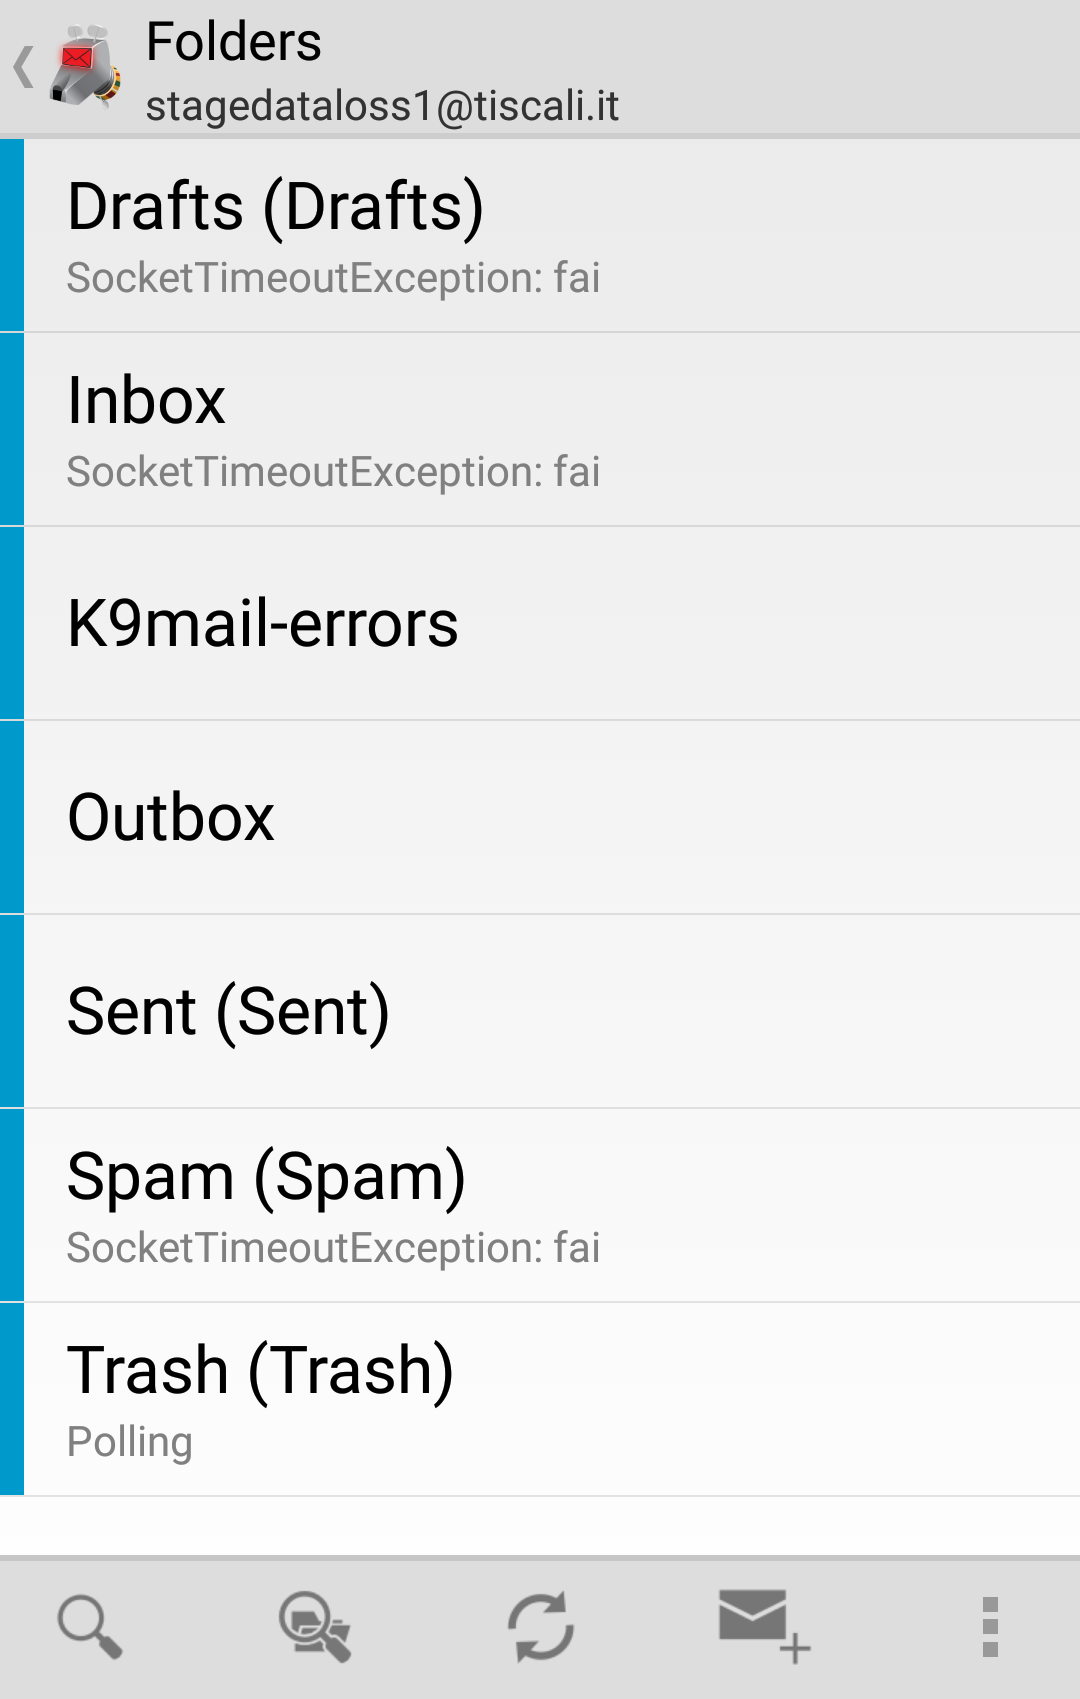 Folders
stagedataloss1@tiscali.it
Drafts (Drafts)
SocketTimeoutException: fai
Inbox
SocketTimeoutException: fai
K9mail-errors
Outbox
Sent (Sent)
Spam (Spam)
SocketTimeoutException: fai
Trash (Trash)
Polling